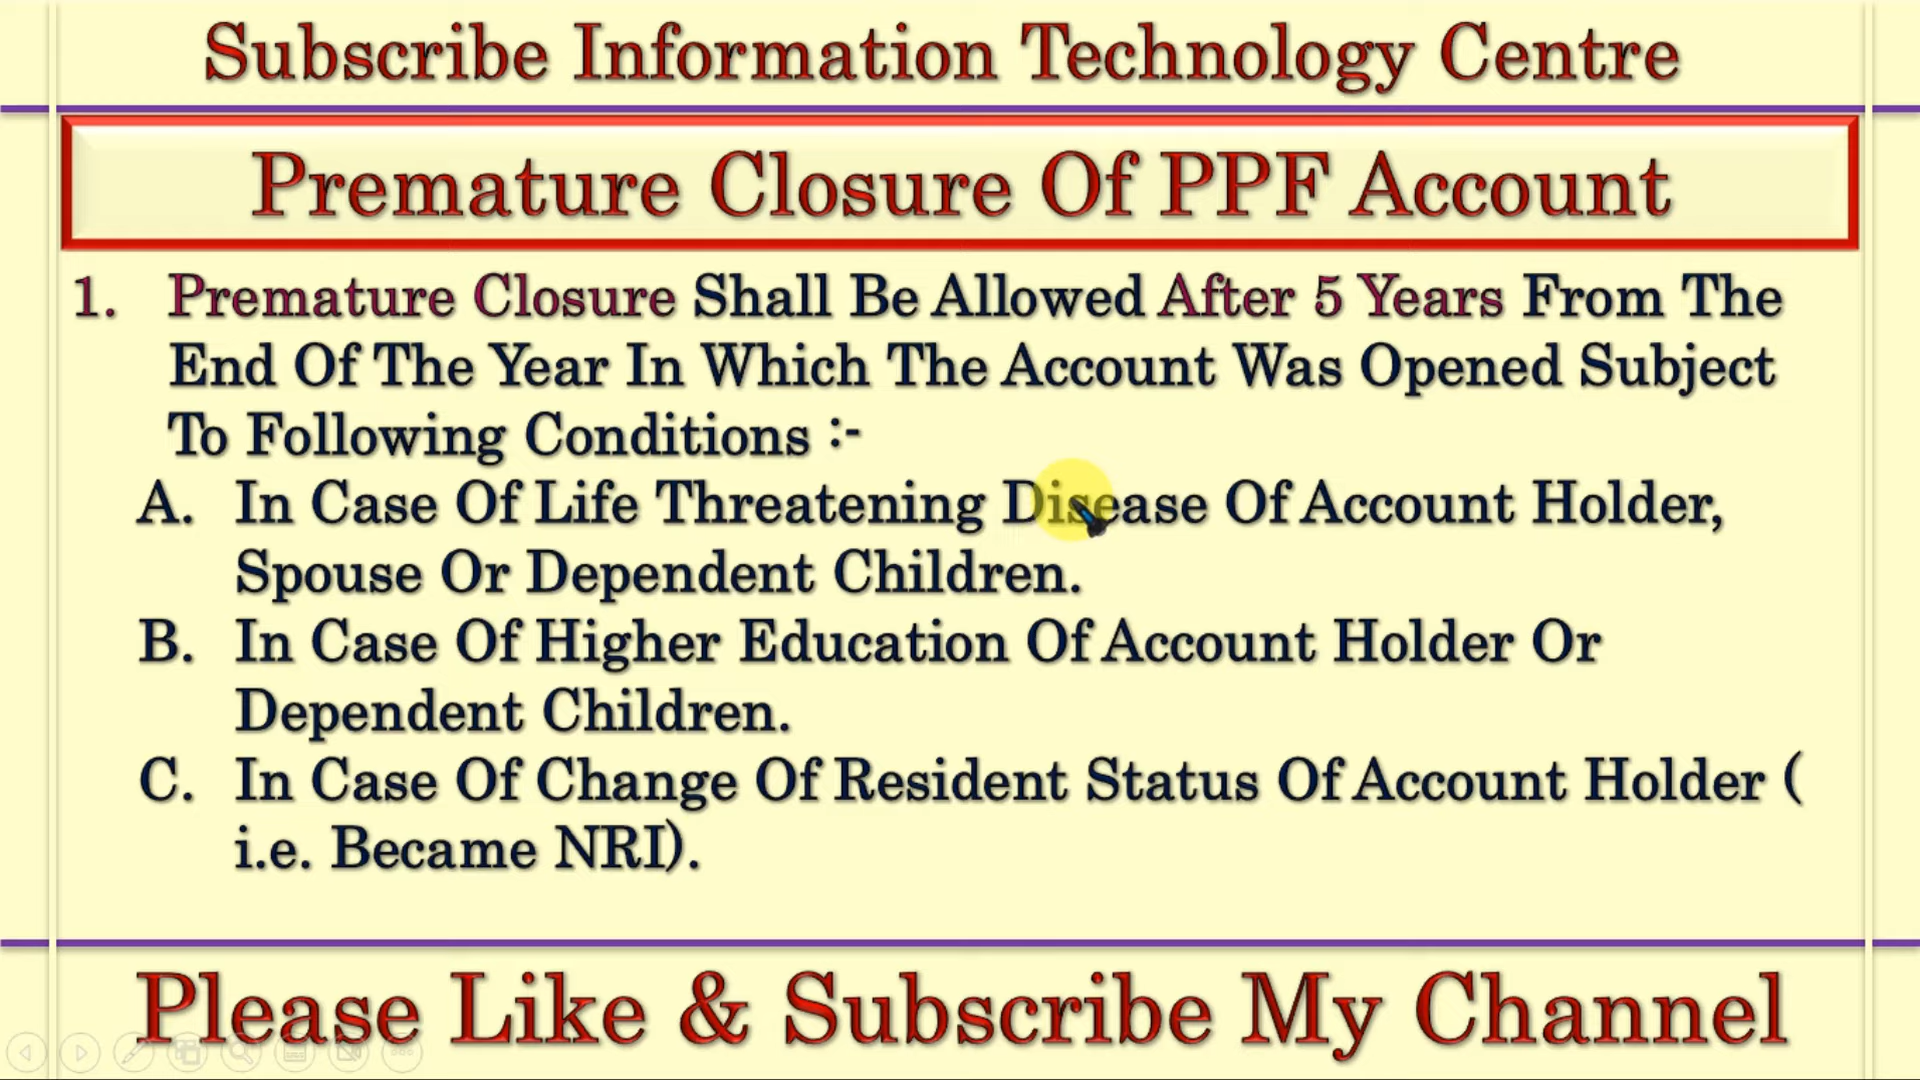 Subscribe Information Technology Centre
Premature Closure Of PPF Account
1. Premature Closure Shall Be Allowed After 5 Years From The
End Of The Year In Which The Account Was Opened Subject
To Following Conditions :-
A. In Case Of Life Threatening Disease Of Account Holder,
Spouse Or Dependent Children.
B. In Case Of Higher Education Of Account Holder Or
Dependent Children.
C. In Case Of Change Of Resident Status Of Account Holder (
i.e. Became NRI).
Please Like & Subscribe My Channel